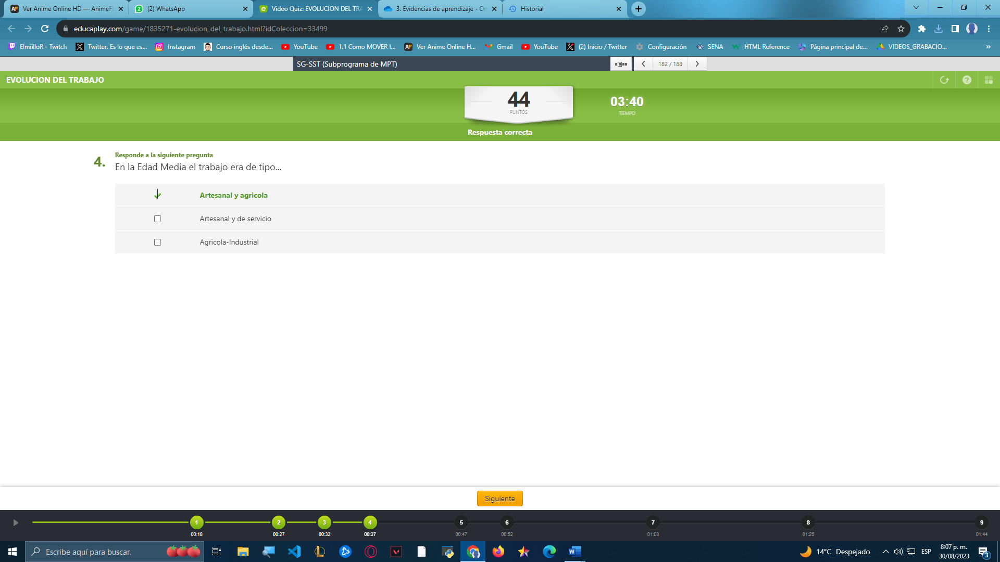 Ver Anime Online HD — AnimeFL
(2) WhatsApp
Video Quiz: EVOLUCION DEL TRA
3. Evidencias de aprendizaje - On
Historial
educaplay.com/game/1835271-evolucion_del_trabajo.html?idColeccion=33499
ElmiilloR - Twitch
Twitter. Es lo que es...
Instagram
Curso inglés desde...
YouTube
1.1 Como MOVER l...
Ver Anime Online H...
Gmail
YouTube
(2) Inicio / Twitter
Configuración
SENA
HTML Reference
Página principal de...
VIDEOS_GRABACIO...
»
SG-SST (Subprograma de MPT)
182 / 188
EVOLUCION DEL TRABAJO
44
PUNTOS
03:40
TIEMPO
Respuesta correcta
4.
Responde a la siguiente pregunta
En la Edad Media el trabajo era de tipo...
Artesanal y agricola
Artesanal y de servicio
Agricola-Industrial
Siguiente
1 2 3 4 5 6 7 8 9
00:18 00:27 00:32 00:37 00:47 00:52 01:08 01:25 01:44
Escribe aquí para buscar.
14°C Despejado
ESP
8:07 p. m.
30/08/2023
3